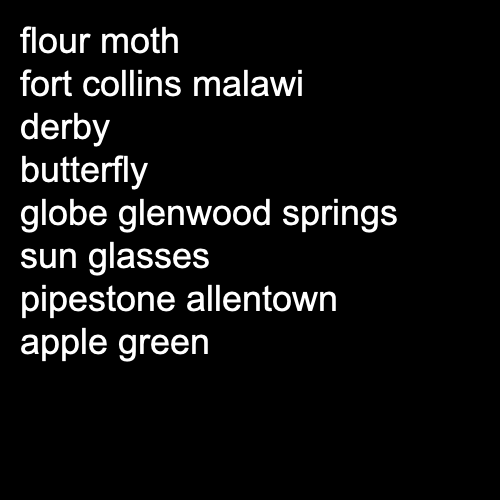 flour moth
fort collins malawi
derby
butterfly
globe glenwood springs
sun glasses
pipestone allentown
apple green